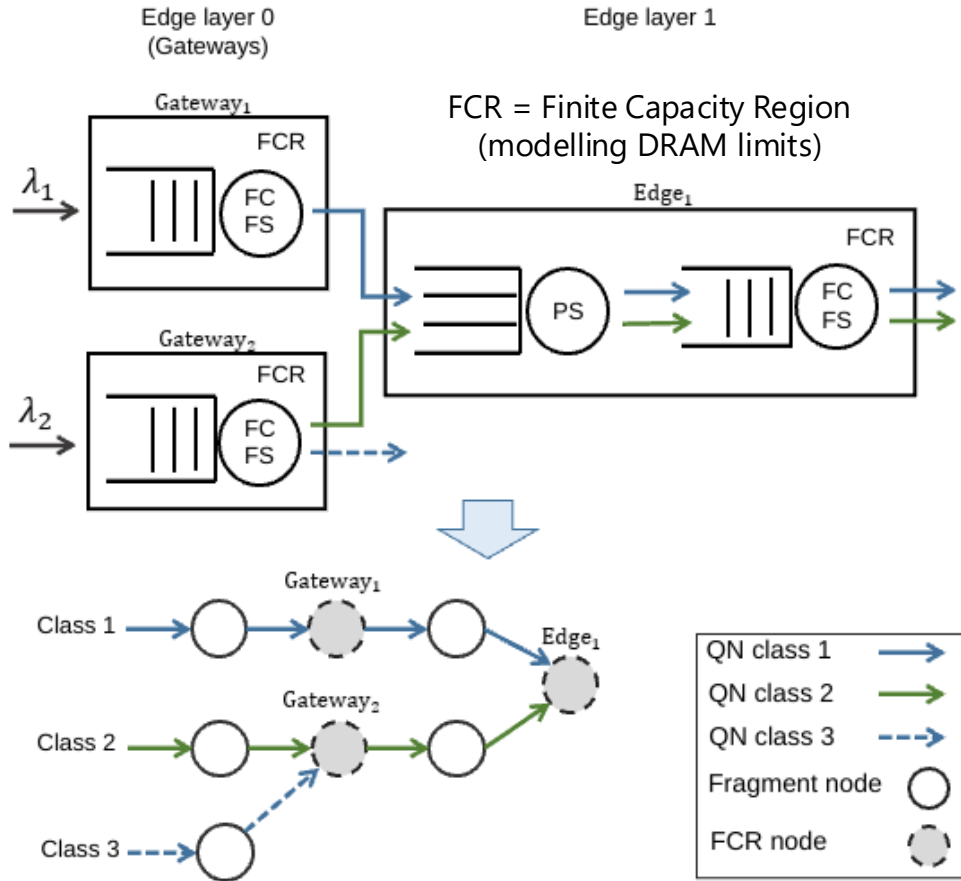 Edge layer 0
(Gateways)
Edge layer 1
Gateway₁
FCR
λ₁
FC
FS
FCR = Finite Capacity Region
(modelling DRAM limits)
Edge₁
FCR
PS
FC
FS
Gateway₂
FCR
λ₂
FC
FS
Gateway₁
Class 1
Edge₁
Gateway₂
Class 2
Class 3
QN class 1
QN class 2
QN class 3
Fragment node
FCR node